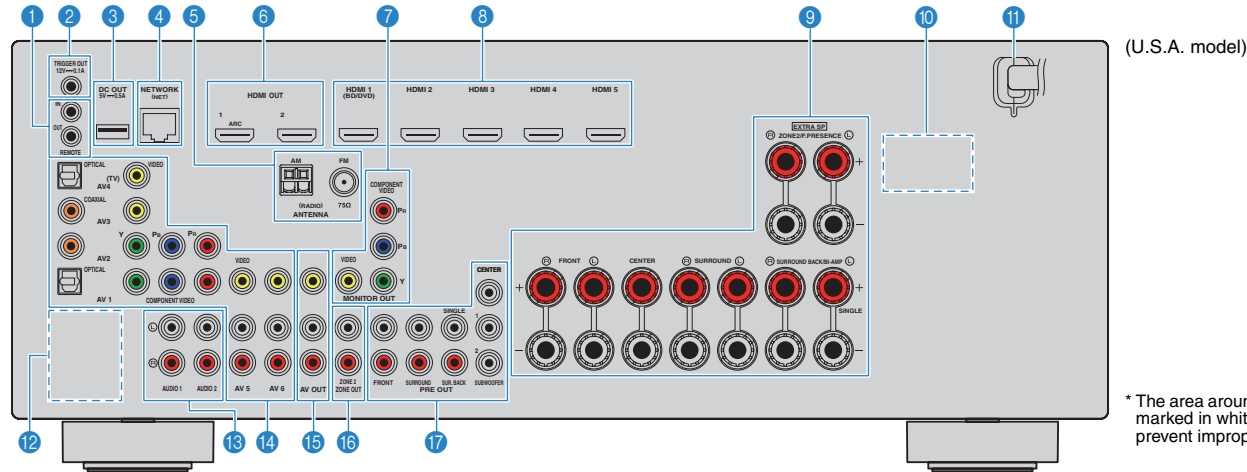 1 2 3 4 5 6 7 8 9 10 11
(U.S.A. model)
TRIGGER OUT
12V 0.1A
DC OUT
5V 0.5A
NETWORK
(NET)
HDMI OUT
1
ARC
2
HDMI 1
(BD/DVD)
HDMI 2
HDMI 3
HDMI 4
HDMI 5
IN
OUT
REMOTE
EXTRA SP
R ZONE2/F.PRESENCE L
+
–
OPTICAL
(TV)
AV4
VIDEO
COAXIAL
AV3
AV2
Y
PB
PR
OPTICAL
AV 1
COMPONENT VIDEO
VIDEO
AM
FM
(RADIO)
75Ω
ANTENNA
COMPONENT
VIDEO
PR
PB
VIDEO
Y
MONITOR OUT
CENTER
SINGLE
1
2
L
R
AUDIO 1
AUDIO 2
AV 5
AV 6
AV OUT
ZONE 2
ZONE OUT
FRONT
SURROUND
SUR. BACK
SUBWOOFER
PRE OUT
R FRONT L
CENTER
R SURROUND L
R SURROUND BACK/BI-AMP L
+
–
+
SINGLE
–
12 13 14 15 16 17
* The area aroun
marked in whit
prevent improp